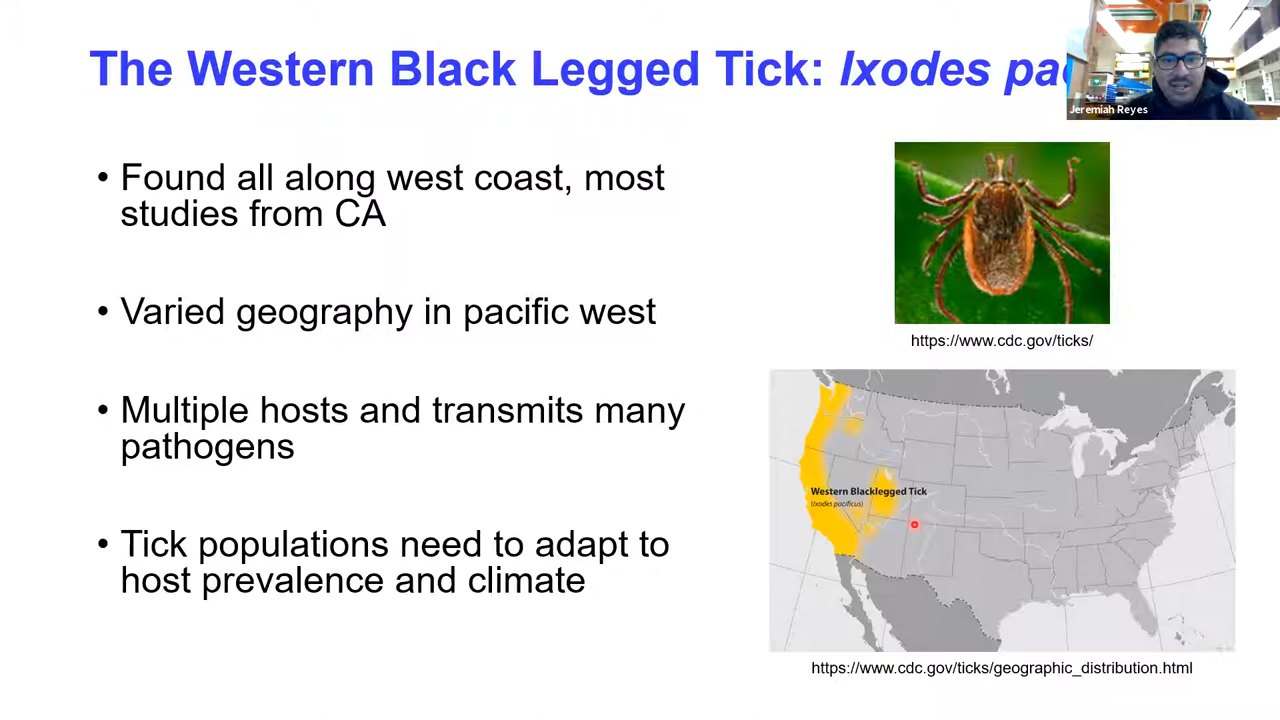 The Western Black Legged Tick: Ixodes
Jeremiah Reyes
• Found all along west coast, most
studies from CA
• Varied geography in pacific west
• Multiple hosts and transmits many
pathogens
• Tick populations need to adapt to
host prevalence and climate
https://www.cdc.gov/ticks/
Western Blacklegged Tick
(Ixodes pacificus)
https://www.cdc.gov/ticks/geographic_distribution.html